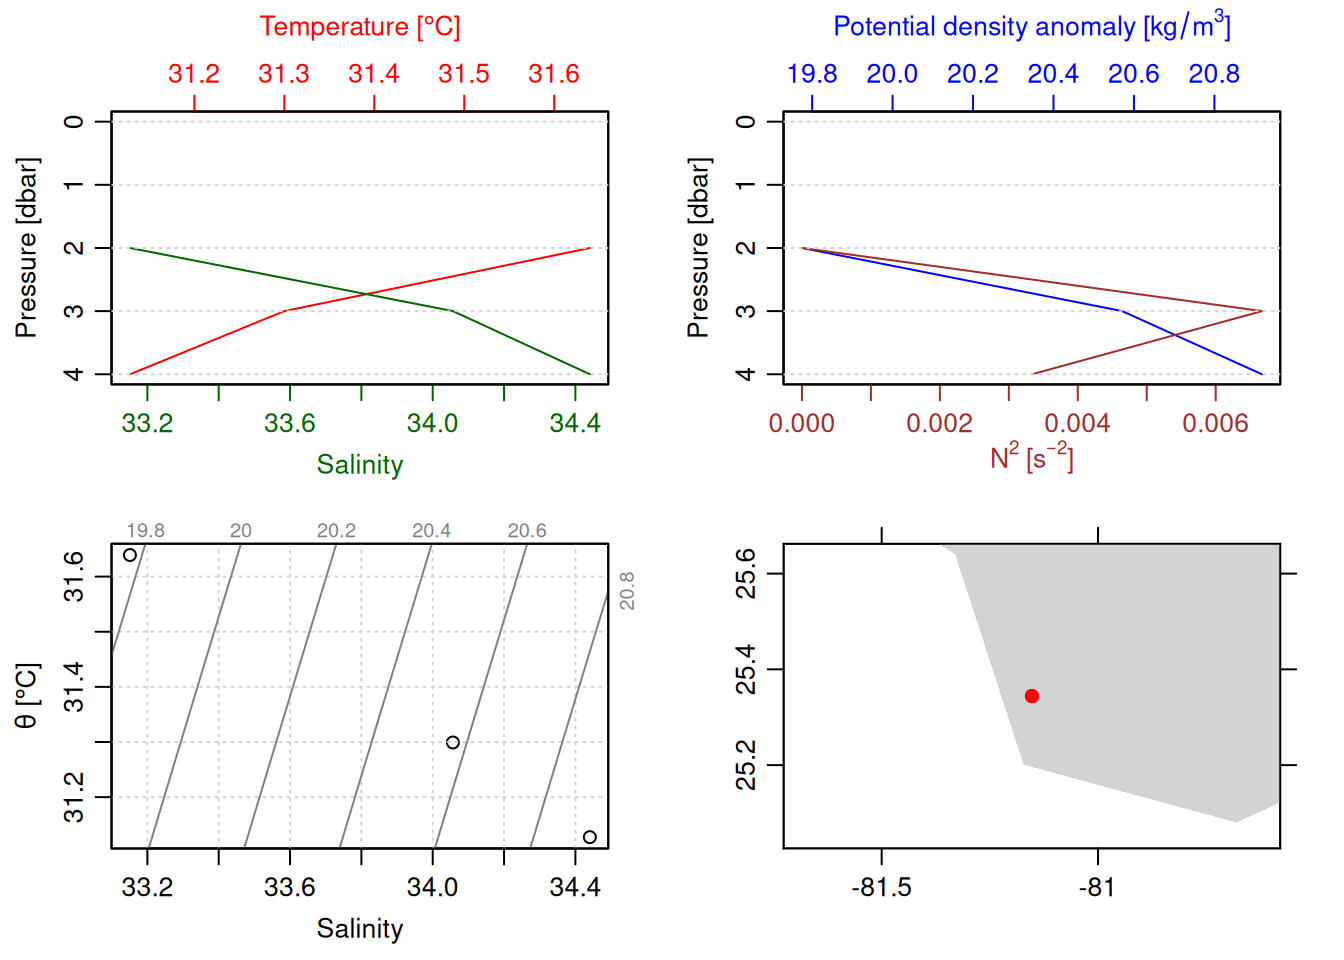 Temperature [°C]
31.2 31.3 31.4 31.5 31.6
Pressure [dbar]
0
1
2
3
4
33.2 33.6 34.0 34.4
Salinity
Potential density anomaly [kg/m³]
19.8 20.0 20.2 20.4 20.6 20.8
Pressure [dbar]
0
1
2
3
4
0.000 0.002 0.004 0.006
N² [s⁻²]
19.8 20 20.2 20.4 20.6
20.8
θ [°C]
31.6
31.4
31.2
33.2 33.6 34.0 34.4
Salinity
25.6
25.4
25.2
-81.5 -81